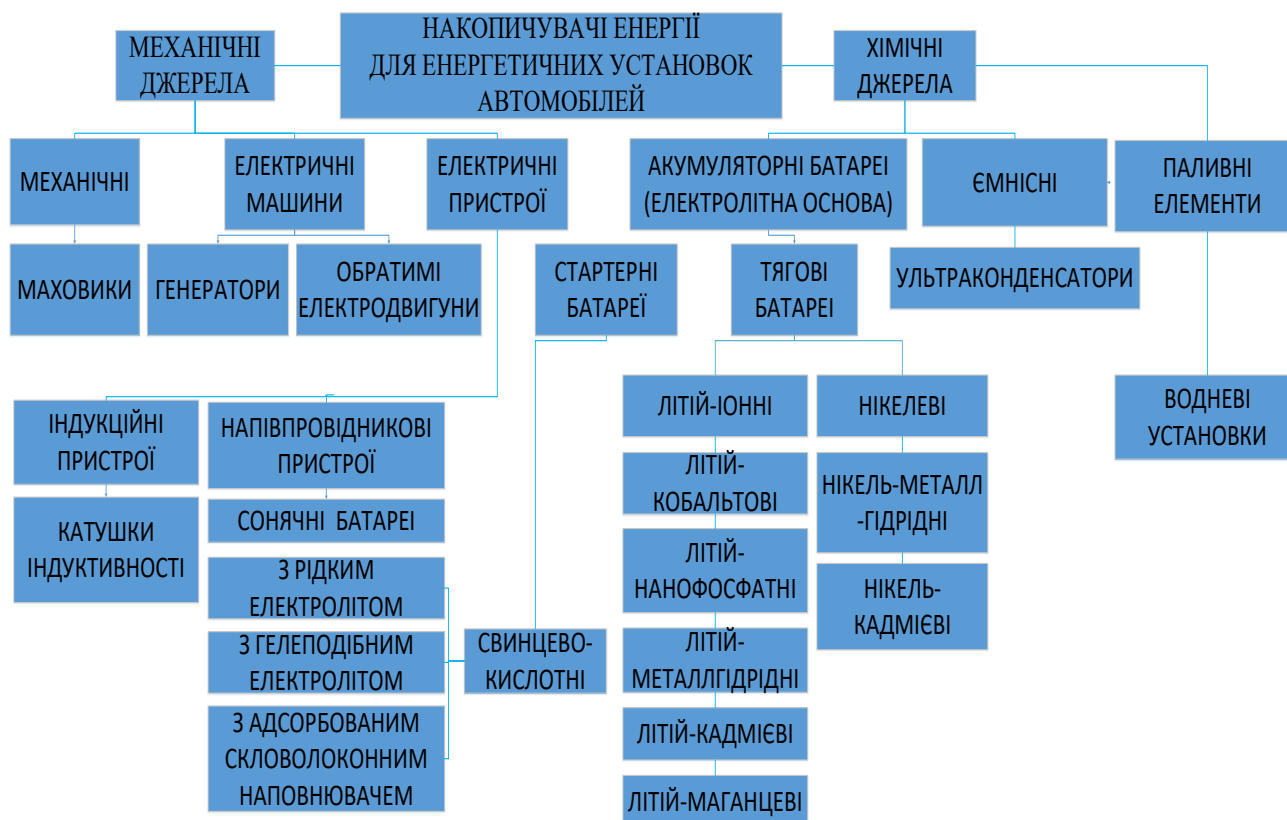 НАКОПИЧУВАЧІ ЕНЕРГІЇ
ДЛЯ ЕНЕРГЕТИЧНИХ УСТАНОВОК
АВТОМОБІЛЕЙ
МЕХАНІЧНІ
ДЖЕРЕЛА
ХІМІЧНІ
ДЖЕРЕЛА
МЕХАНІЧНІ
ЕЛЕКТРИЧНІ
МАШИНИ
ЕЛЕКТРИЧНІ
ПРИСТРОЇ
АКУМУЛЯТОРНІ БАТАРЕІ
(ЕЛЕКТРОЛІТНА ОСНОВА)
ЄМНІСНІ
ПАЛИВНІ
ЕЛЕМЕНТИ
МАХОВИКИ
ГЕНЕРАТОРИ
ОБРАТИМІ
ЕЛЕКТРОДВИГУНИ
СТАРТЕРНІ
БАТАРЕЇ
ТЯГОВІ
БАТАРЕІ
УЛЬТРАКОНДЕНСАТОРИ
ІНДУКЦІЙНІ
ПРИСТРОЇ
НАПІВПРОВІДНИКОВІ
ПРИСТРОЇ
ЛІТІЙ-ІОННІ
НІКЕЛЕВІ
ВОДНЕВІ
УСТАНОВКИ
КАТУШКИ
ІНДУКТИВНОСТІ
СОНЯЧНІ БАТАРЕІ
ЛІТІЙ-
КОБАЛЬТОВІ
НІКЕЛЬ-МЕТАЛЛ
-ГІДРІДНІ
З РІДКИМ
ЕЛЕКТРОЛІТОМ
ЛІТІЙ-
НАНОФОСФАТНІ
НІКЕЛЬ-
КАДМІЄВІ
З ГЕЛЕПОДІБНИМ
ЕЛЕКТРОЛІТОМ
СВИНЦЕВО-
КИСЛОТНІ
ЛІТІЙ-
МЕТАЛЛГІДРІДНІ
З АДСОРБОВАНИМ
СКЛОВОЛОКОННИМ
НАПОВНЮВАЧЕМ
ЛІТІЙ-КАДМІЄВІ
ЛІТІЙ-МАГАНЦЕВІ